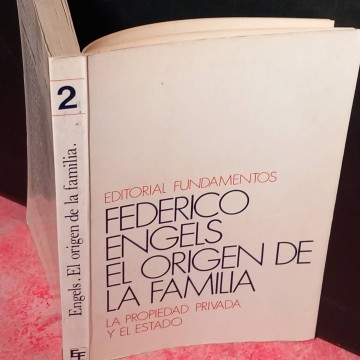 2
Engels. El origen de la familia.
EF
EDITORIAL FUNDAMENTOS
FEDERICO
ENGELS
EL ORIGEN DE
LA FAMILIA
LA PROPIEDAD PRIVADA
Y EL ESTADO